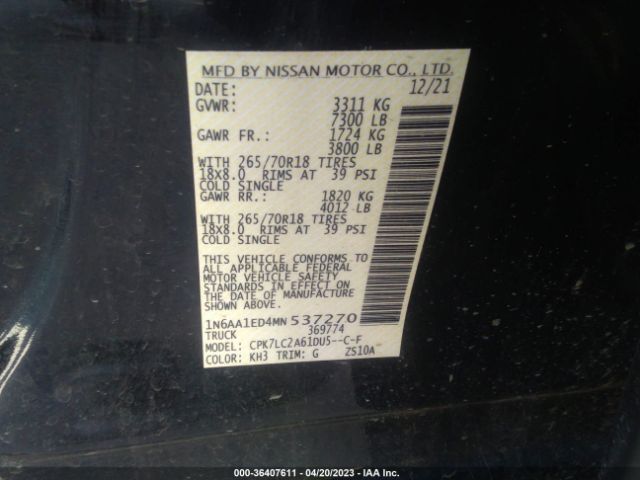 MFD BY NISSAN MOTOR CO., LTD.
DATE: 12/21
GVWR: 3311 KG
7300 LB
GAWR FR.: 1724 KG
3800 LB
WITH 265/70R18 TIRES
18X8.0 RIMS AT 39 PSI
COLD SINGLE
GAWR RR.: 1820 KG
4012 LB
WITH 265/70R18 TIRES
18X8.0 RIMS AT 39 PSI
COLD SINGLE
THIS VEHICLE CONFORMS TO
ALL APPLICABLE FEDERAL
MOTOR VEHICLE SAFETY
STANDARDS IN EFFECT ON
THE DATE OF MANUFACTURE
SHOWN ABOVE.
1N6AA1ED4MN537270
TRUCK 369774
MODEL: CPK7LC2A61DU5--C-F
COLOR: KH3 TRIM: G ZS10A
000-36407611 - 04/20/2023 - IAA Inc.